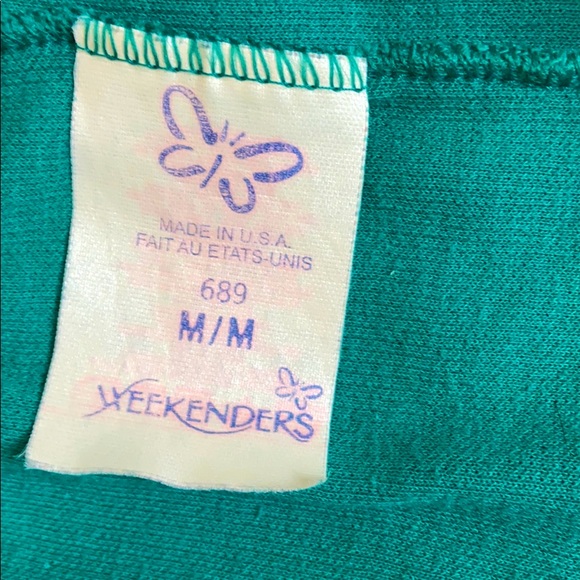 MADE IN U.S.A.
FAIT AU ETATS-UNIS
689
M/M
WEEKENDERS